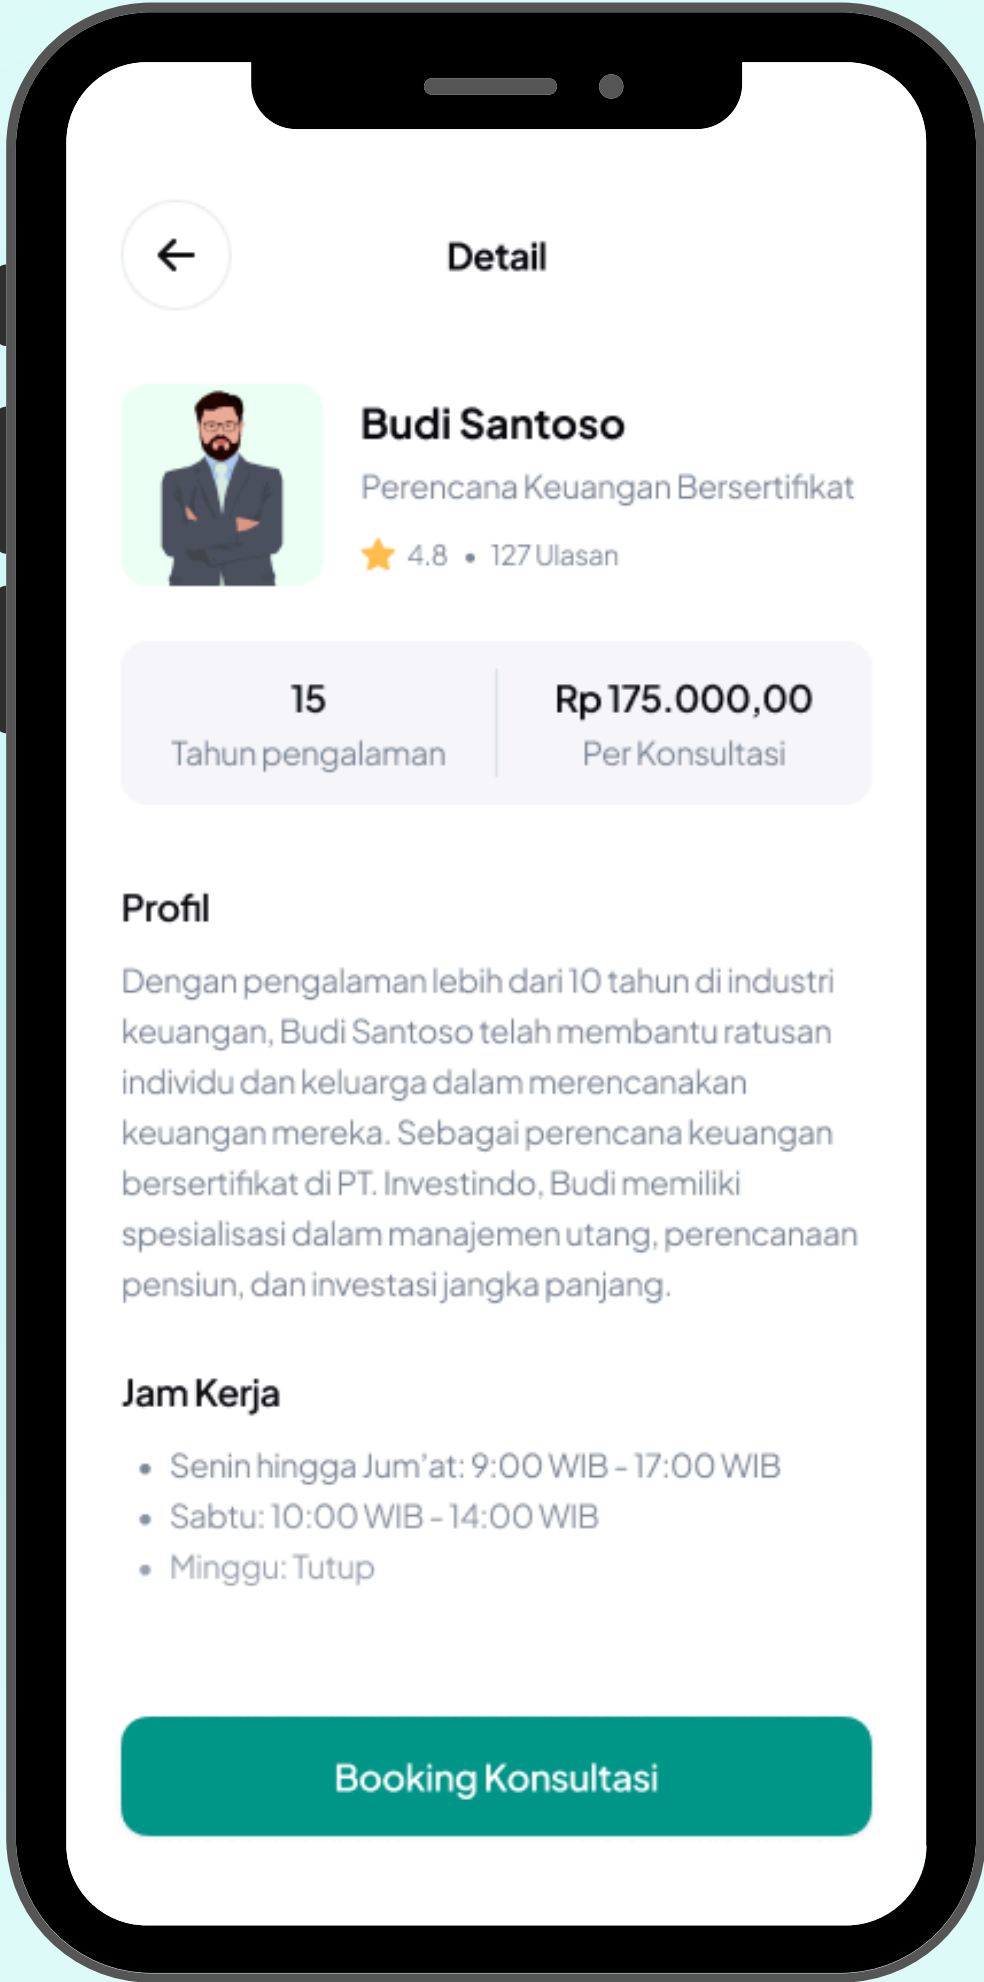 Detail
Budi Santoso
Perencana Keuangan Bersertifikat
4.8 • 127 Ulasan
15
Tahun pengalaman
Rp 175.000,00
Per Konsultasi
Profil
Dengan pengalaman lebih dari 10 tahun di industri
keuangan, Budi Santoso telah membantu ratusan
individu dan keluarga dalam merencanakan
keuangan mereka. Sebagai perencana keuangan
bersertifikat di PT. Investindo, Budi memiliki
spesialisasi dalam manajemen utang, perencanaan
pensiun, dan investasi jangka panjang.
Jam Kerja
• Senin hingga Jum’at: 9:00 WIB - 17:00 WIB
• Sabtu: 10:00 WIB - 14:00 WIB
• Minggu: Tutup
Booking Konsultasi